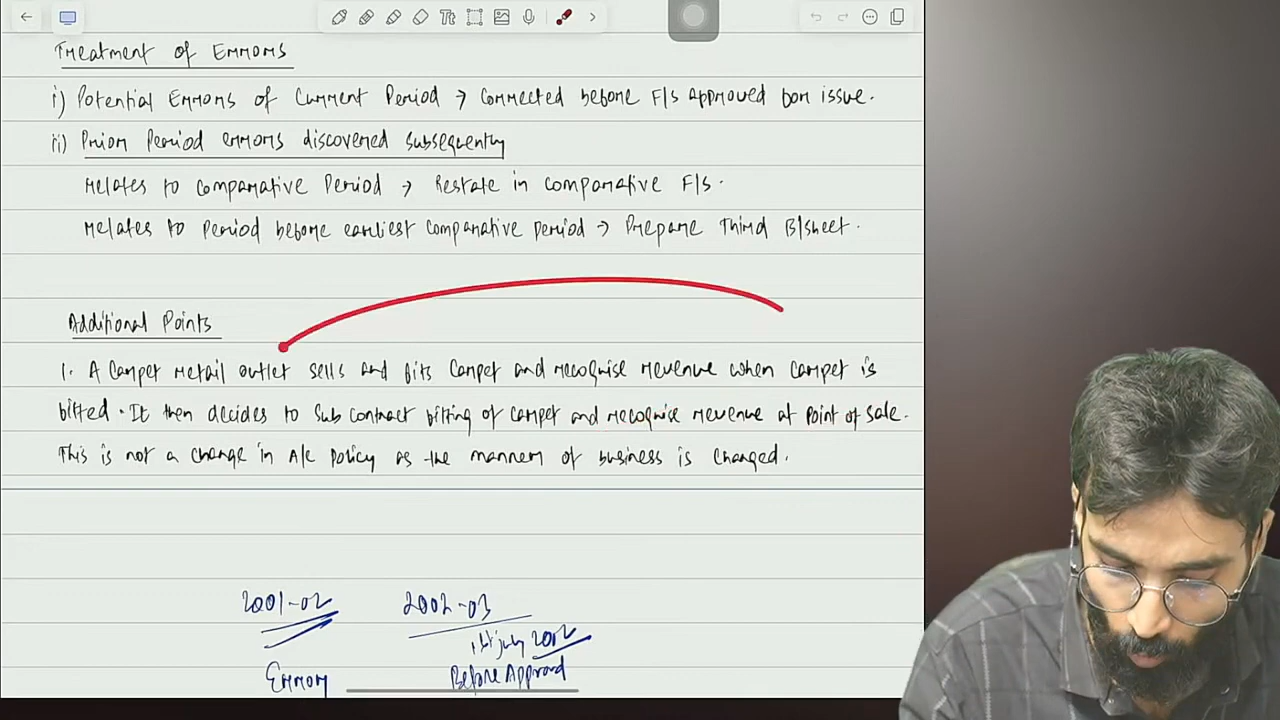 Treatment of Errors
i) Potential Errors of Current Period → Corrected before F/S Approved for issue.
ii) Prior Period errors discovered subsequently
Relates to comparative Period → Restate in comparative F/S.
Relates to Period before earliest comparative period → Prepare Third B/sheet.
Additional Points
1. A Carpet retail outlet sells and fits Carpet and recognise revenue when carpet is
fitted. It then decides to Sub contract fitting of carpet and recognise revenue at Point of Sale.
This is not a change in A/c Policy as the manner of business is changed.
2001-02 2002-03
1st July 2002
Error Before Approval